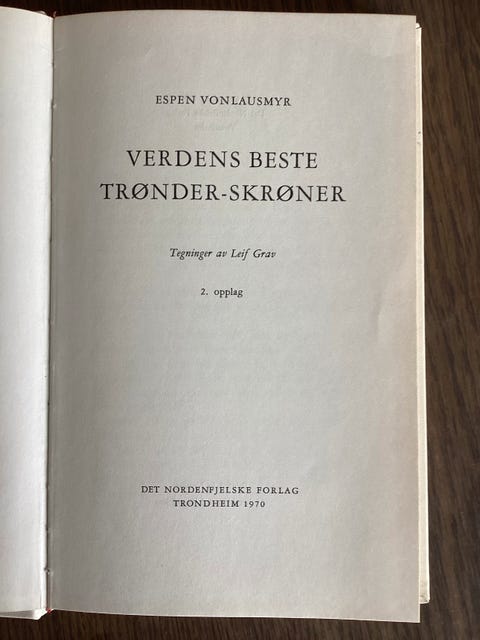 ESPEN VONLAUSMYR
VERDENS BESTE
TRØNDER-SKRØNER
Tegninger av Leif Grav
2. opplag
DET NORDENFJELSKE FORLAG
TRONDHEIM 1970